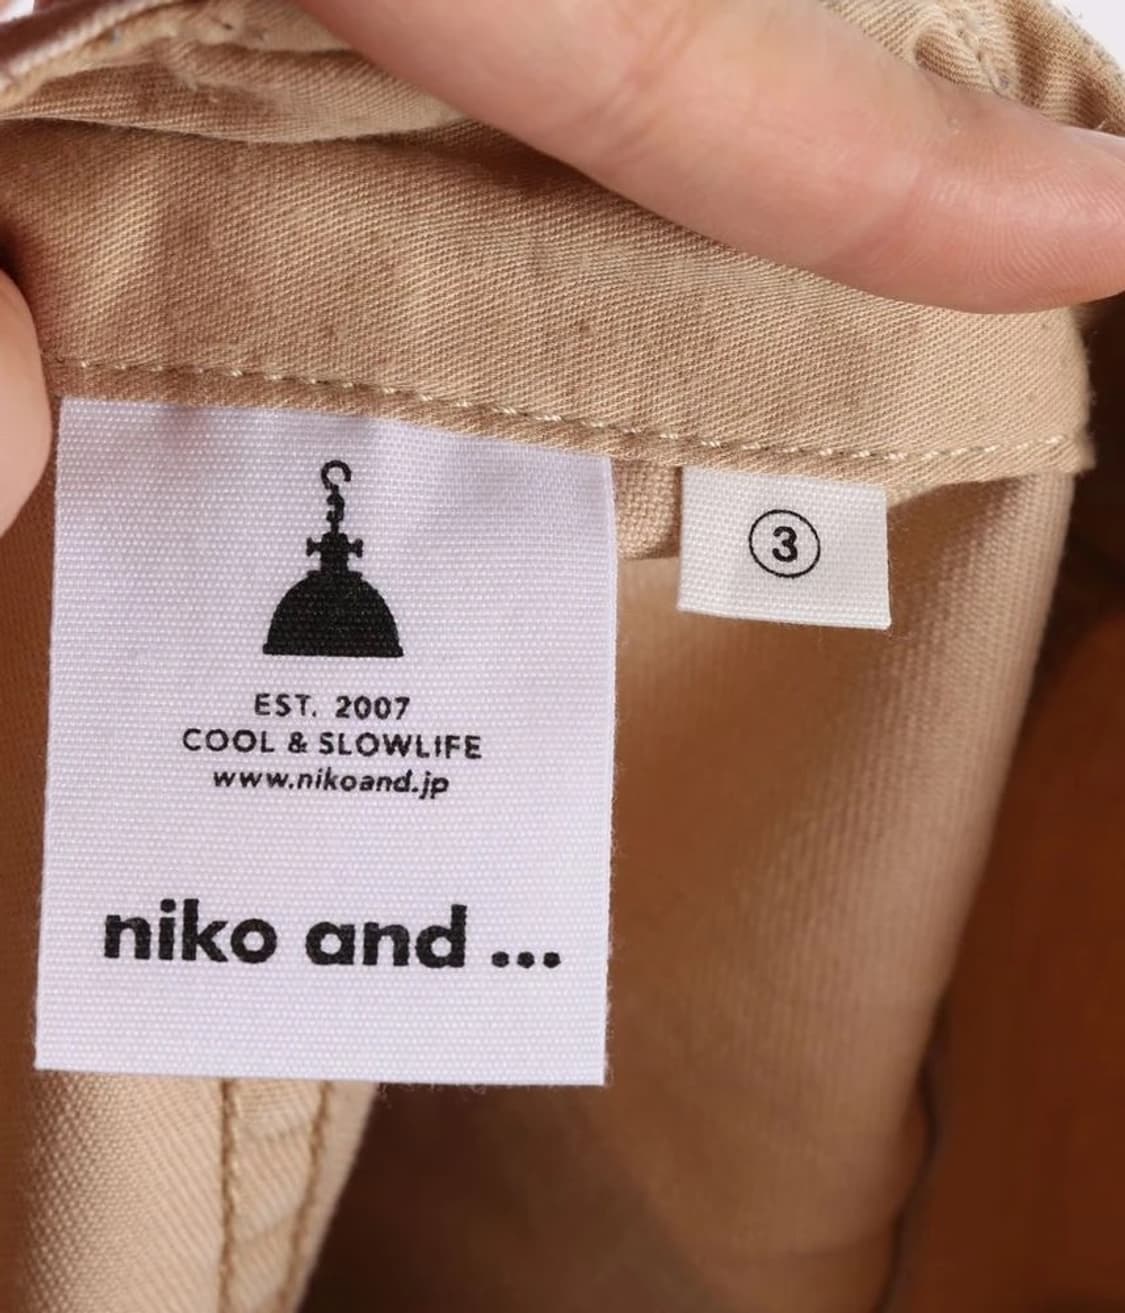 EST. 2007
COOL & SLOWLIFE
www.nikoand.jp
niko and ...
3